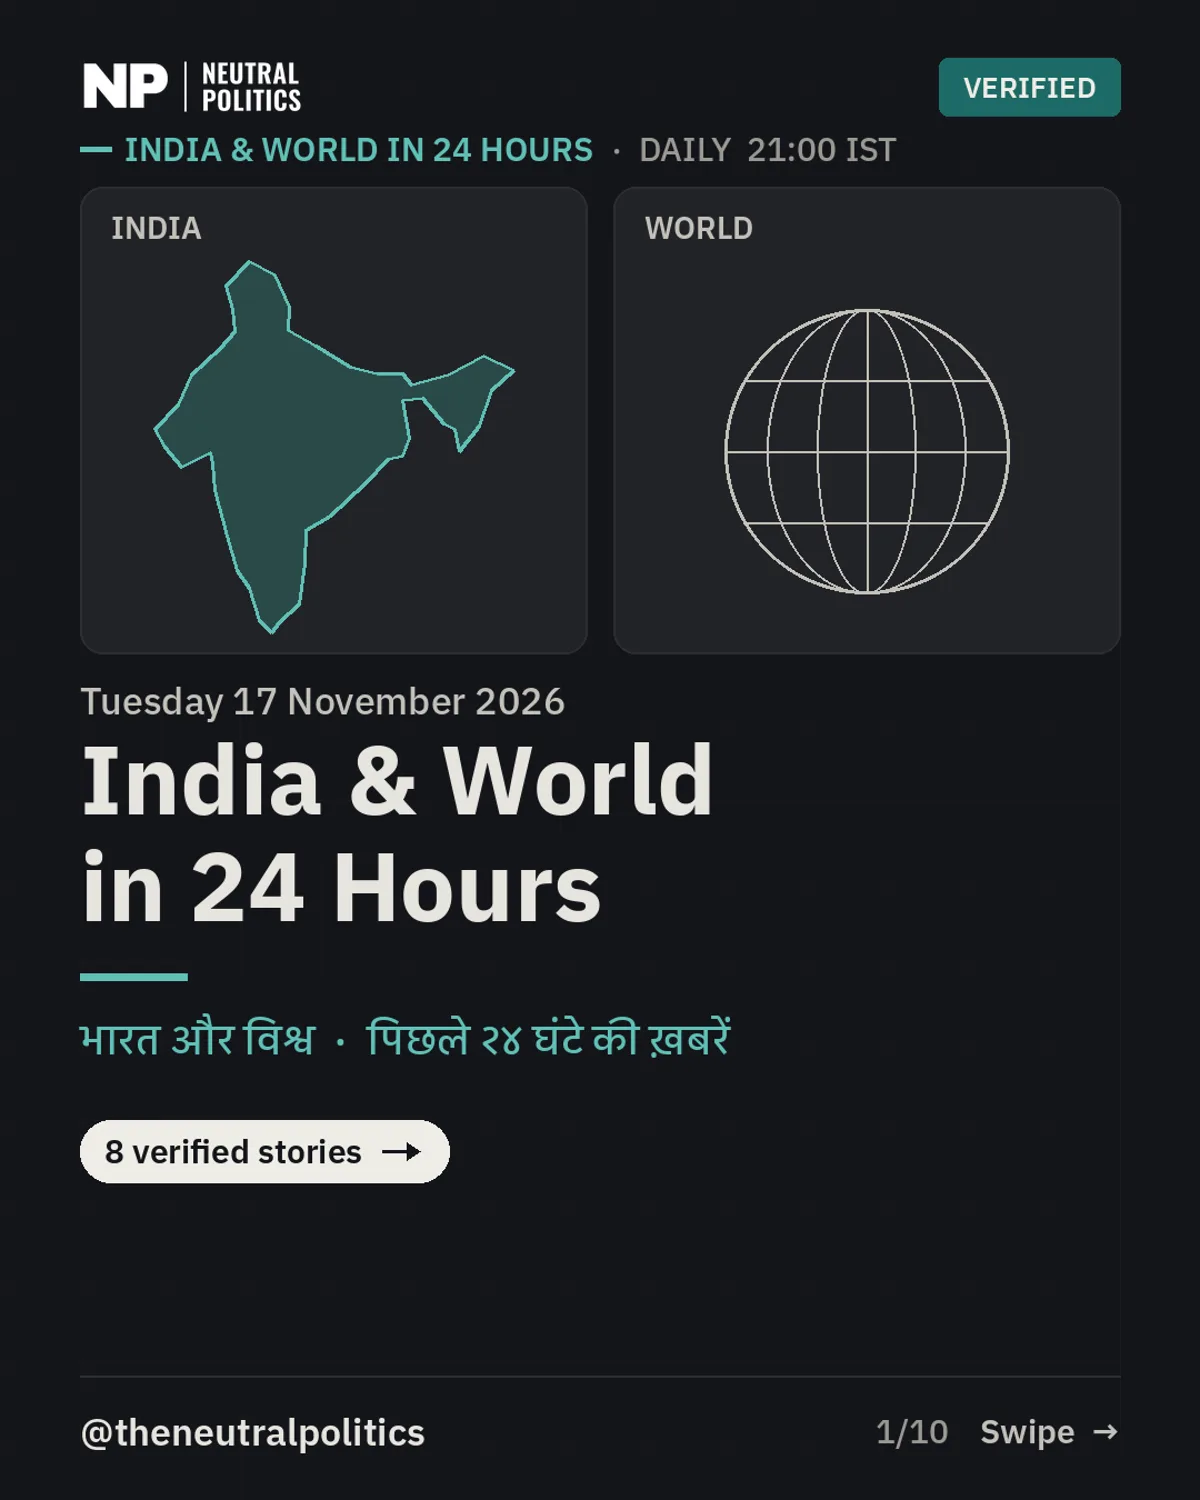 NP | NEUTRAL
POLITICS
VERIFIED
INDIA & WORLD IN 24 HOURS · DAILY 21:00 IST
INDIA
WORLD
Tuesday 17 November 2026
India & World
in 24 Hours
भारत और विश्व · पिछले २४ घंटे की ख़बरें
8 verified stories →
@theneutralpolitics
1/10 Swipe →